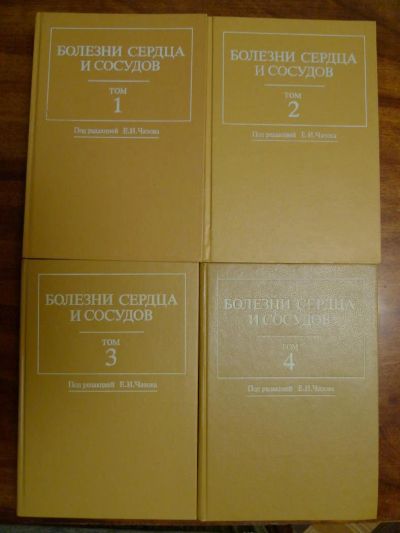 БОЛЕЗНИ СЕРДЦА
И СОСУДОВ
ТОМ
1
Под редакцией Е.И.Чазова
БОЛЕЗНИ СЕРДЦА
И СОСУДОВ
ТОМ
2
Под редакцией Е.И.Чазова
БОЛЕЗНИ СЕРДЦА
И СОСУДОВ
ТОМ
3
Под редакцией Е.И.Чазова
БОЛЕЗНИ СЕРДЦА
И СОСУДОВ
ТОМ
4
Под редакцией Е.И.Чазова